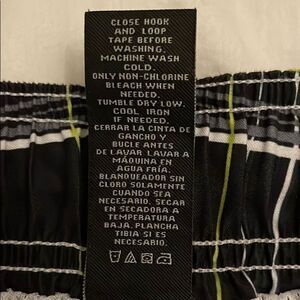 CLOSE HOOK
AND LOOP
TAPE BEFORE
WASHING.
MACHINE WASH
COLD.
ONLY NON-CHLORINE
BLEACH WHEN
NEEDED.
TUMBLE DRY LOW.
COOL IRON
IF NEEDED.
CERRAR LA CINTA DE
GANCHO Y
BUCLE ANTES
DE LAVAR. LAVAR A
MÁQUINA EN
AGUA FRÍA.
BLANQUEADOR SIN
CLORO SOLAMENTE
CUANDO SEA
NECESARIO. SECAR
EN SECADORA A
TEMPERATURA
BAJA. PLANCHA
TIBIA SI ES
NECESARIO.